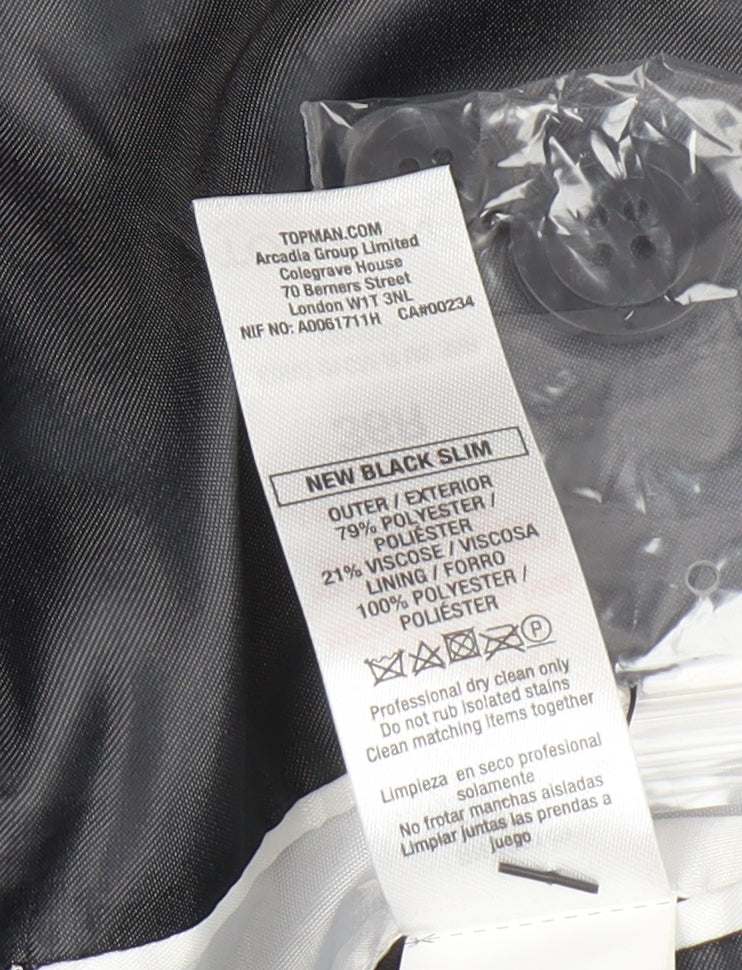 TOPMAN.COM
Arcadia Group Limited
Colegrave House
70 Berners Street
London W1T 3NL
NIF NO: A0061711H CA#00234
NEW BLACK SLIM
OUTER / EXTERIOR
79% POLYESTER /
POLIÉSTER
21% VISCOSE / VISCOSA
LINING / FORRO
100% POLYESTER /
POLIÉSTER
P
Professional dry clean only
Do not rub isolated stains
Clean matching items together
Limpieza en seco profesional
solamente
No frotar manchas aisladas
Limpiar juntas las prendas a
juego